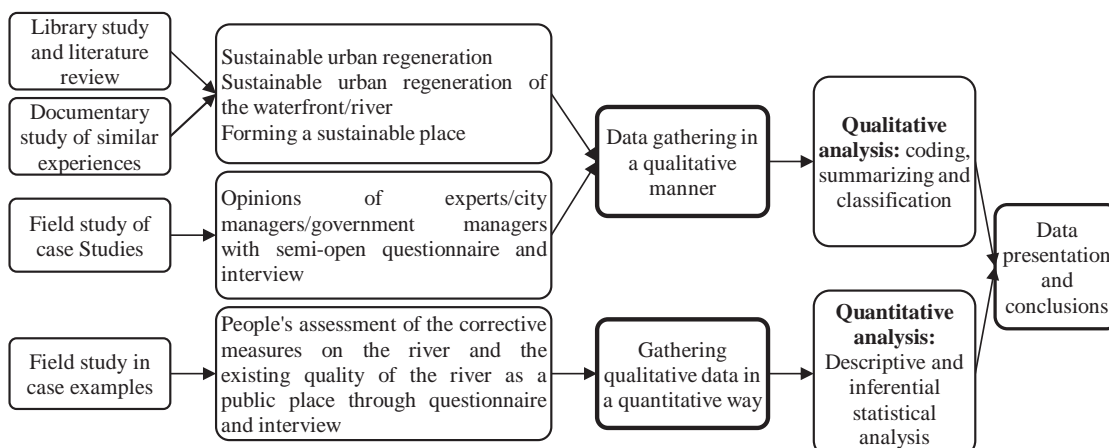 Library study
and literature
review
Documentary
study of similar
experiences
Sustainable urban regeneration
Sustainable urban regeneration of
the waterfront/river
Forming a sustainable place
Field study of
case Studies
Opinions of experts/city
managers/government managers
with semi-open questionnaire and
interview
Data gathering in
a qualitative
manner
Qualitative
analysis: coding,
summarizing and
classification
Field study in
case examples
People's assessment of the corrective
measures on the river and the
existing quality of the river as a
public place through questionnaire
and interview
Gathering
qualitative data in
a quantitative way
Quantitative
analysis:
Descriptive and
inferential
statistical
analysis
Data
presentation
and
conclusions